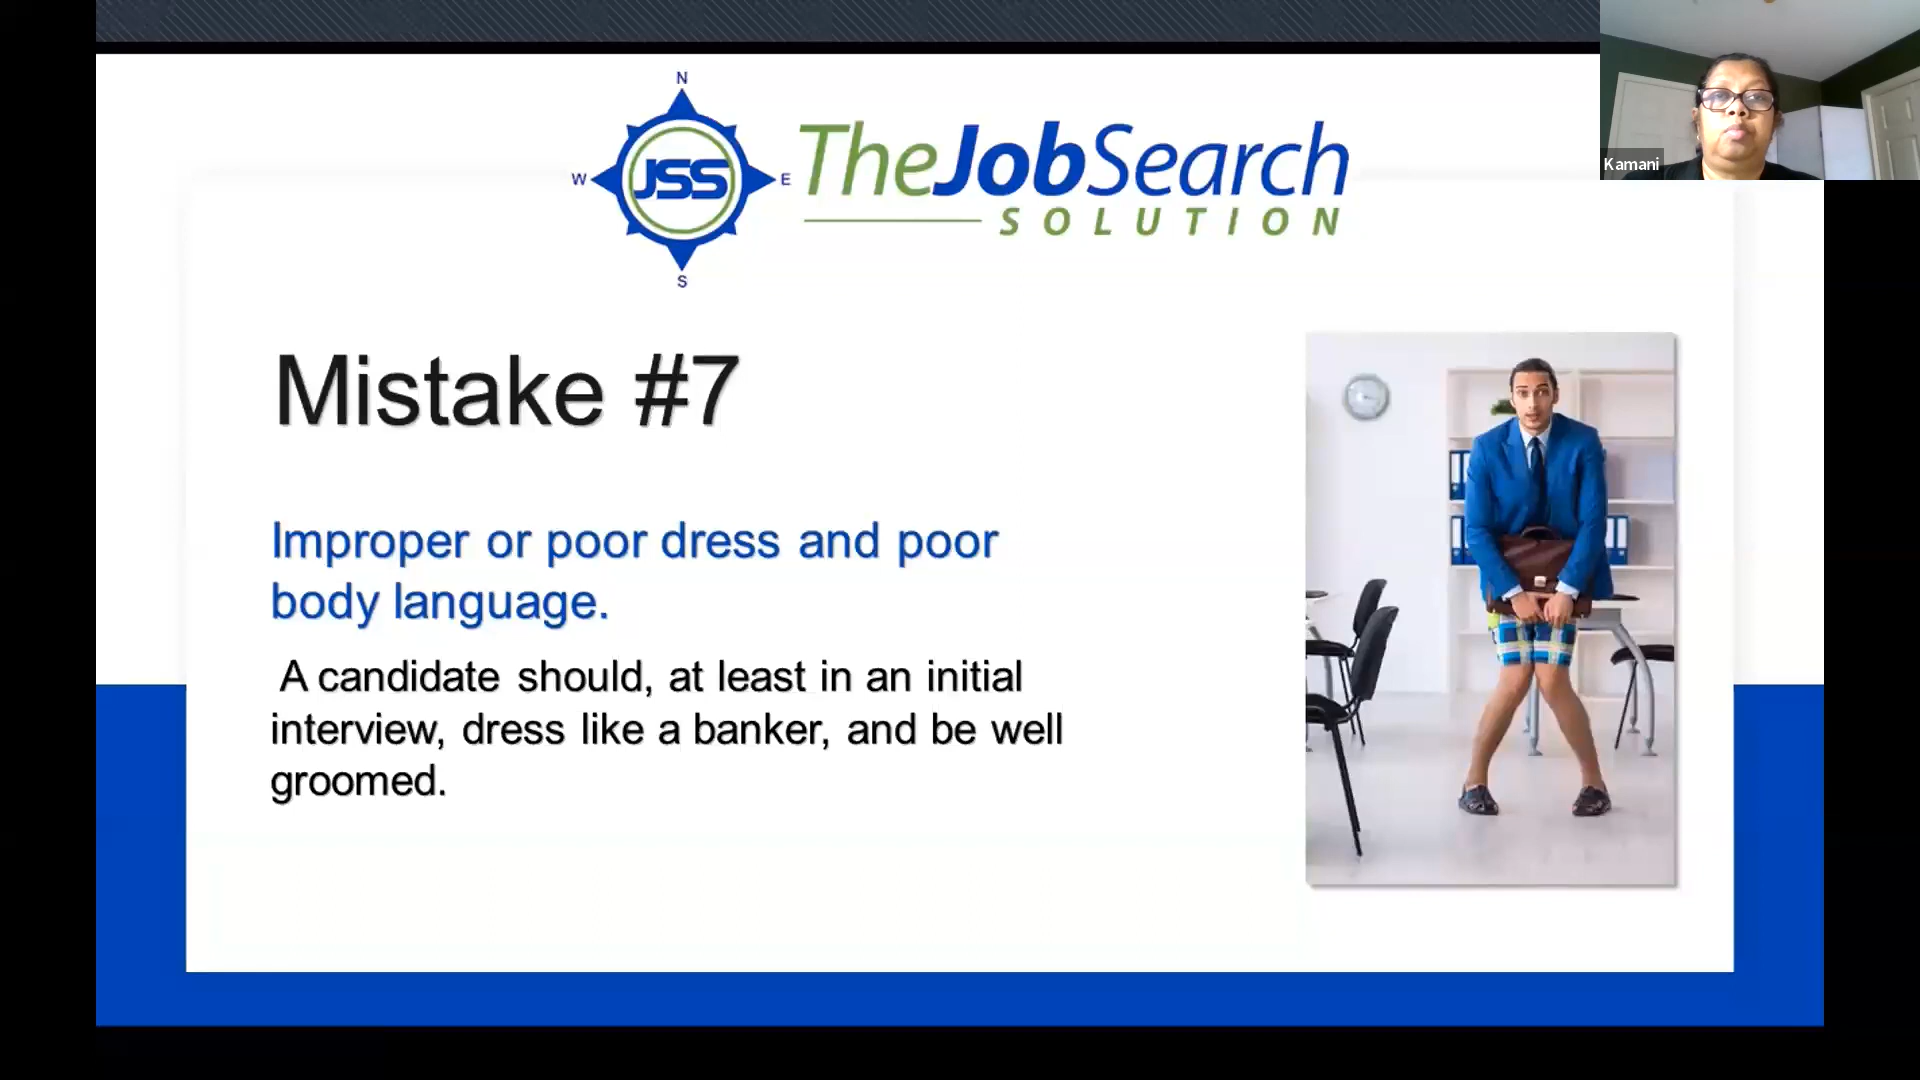 N
W JSS E TheJobSearch
SOLUTION
S
Kamani
Mistake #7
Improper or poor dress and poor
body language.
A candidate should, at least in an initial
interview, dress like a banker, and be well
groomed.